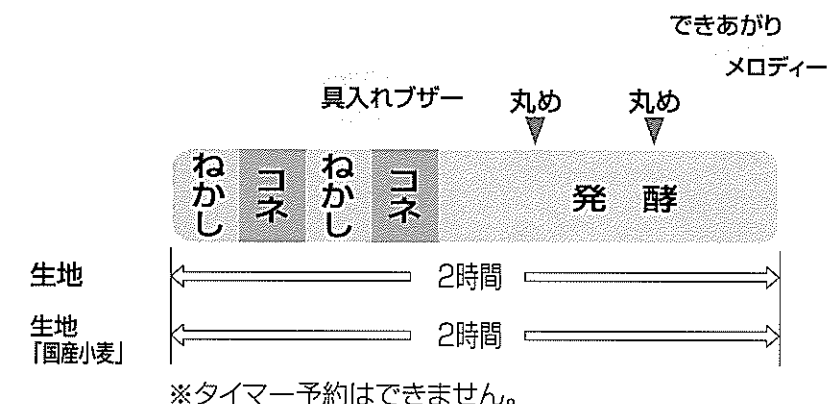 できあがり
メロディー
具入れブザー
丸め
丸め
ねかし
コネ
ねかし
コネ
発酵
生地
2時間
生地
「国産小麦」
2時間
※タイマー予約はできません。